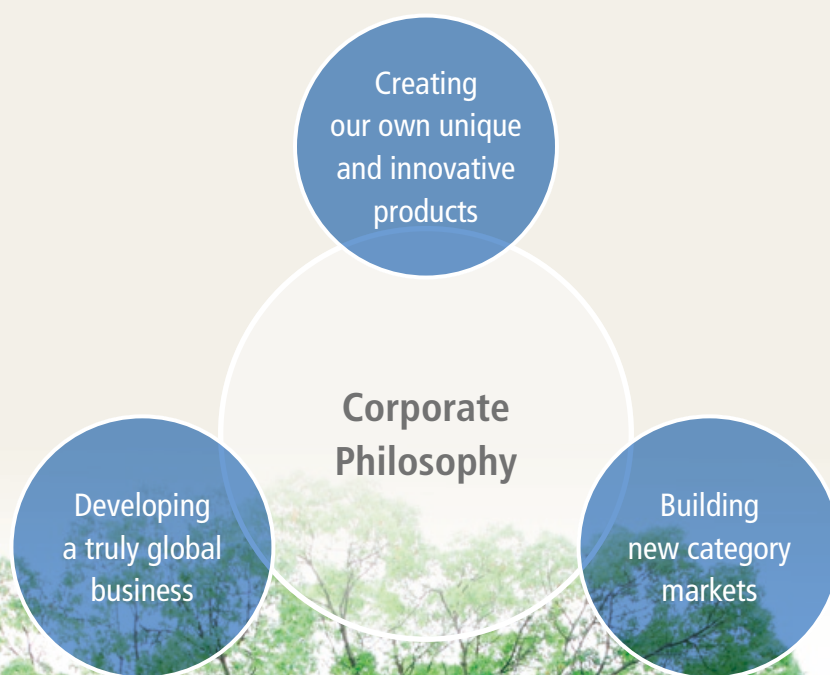 Creating
our own unique
and innovative
products
Corporate
Philosophy
Developing
a truly global
business
Building
new category
markets